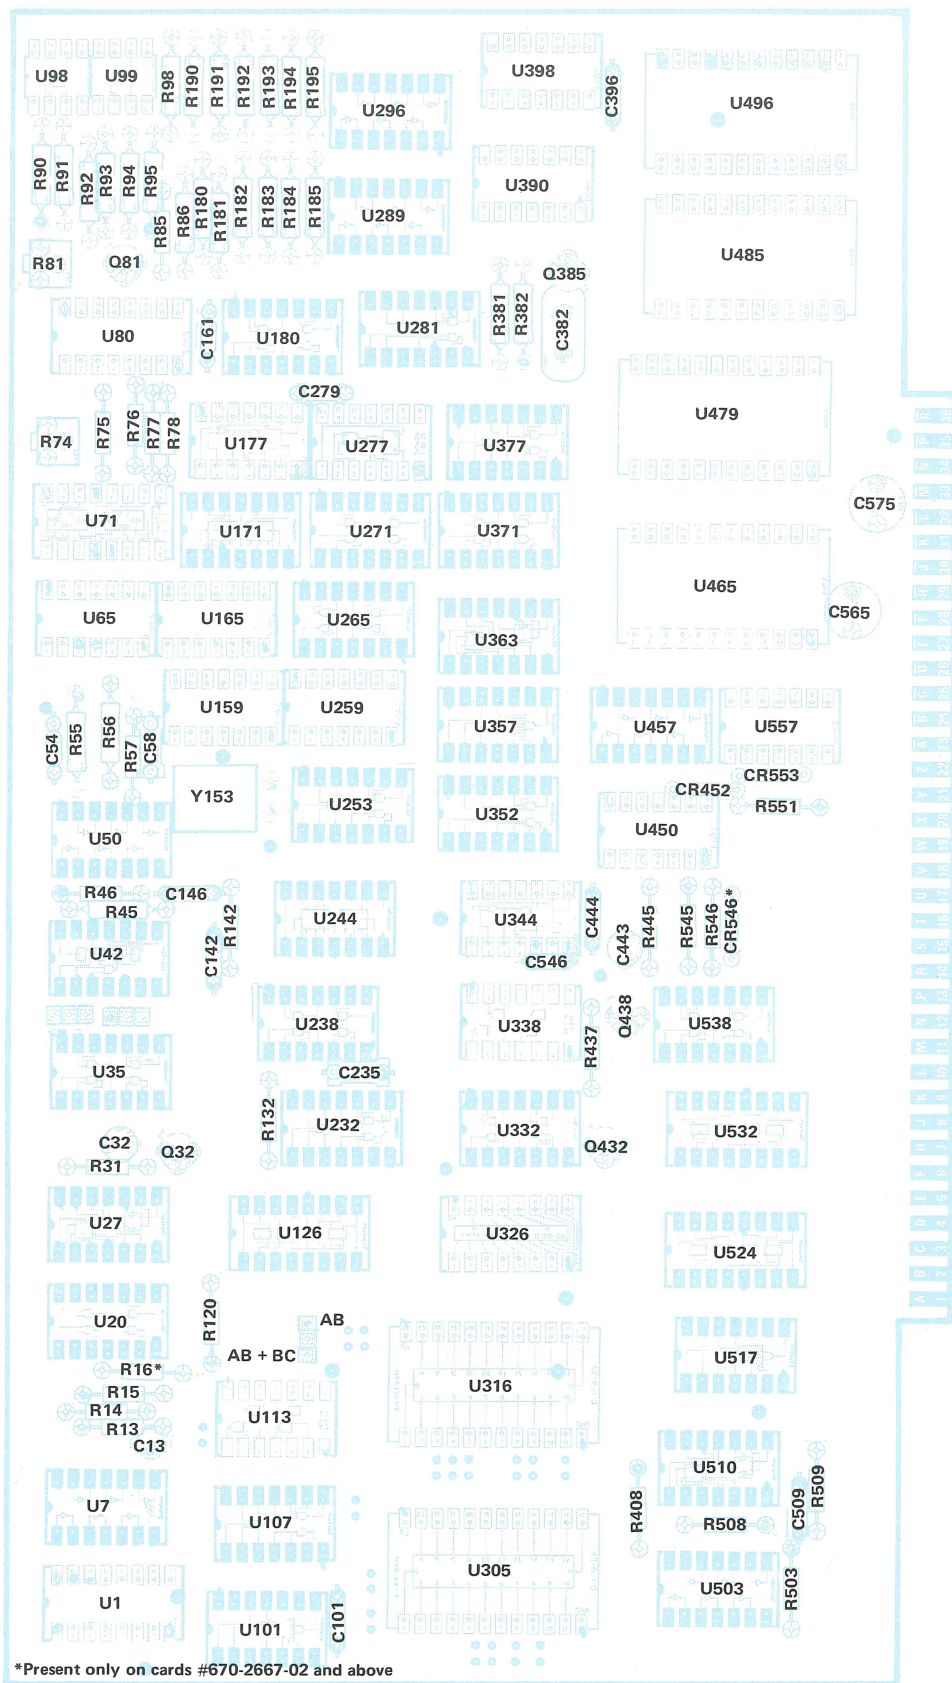 U98 U99 R98 R190 R191 R192 R193 R194 R195 U296 U398 C396 U496
R90 R91 R92 R93 R94 R95 R85 R86 R180 R181 R182 R183 R184 R185 U289 U390
R81 Q81 U485
Q385
U80 C161 U180 U281 R381 R382 C382
C279
R74 R75 R76 R77 R78 U177 U277 U377 U479
U71 U171 U271 U371 C575
U65 U165 U265 U363 U465 C565
C54 R55 R56 R57 C58 U159 U259 U357 U457 U557
Y153 U253 U352 CR452 CR553
R551
U50 U450
R46 C146
R45 R142 U244 U344 C444 C443 R445 R545 R546 CR546*
U42 C142 C546
U238 U338 Q438 R437 U538
U35 C235
R132 U232 U332 U532
C32 Q32 Q432
R31
U27 U126 U326 U524
U20 R120 AB
AB + BC U517
R16*
R15 U316
R14 U113
R13
C13
U7 U107 U510 R408 R508 C509 R509
U1 U101 C101 U305 U503 R503
*Present only on cards #670-2667-02 and above